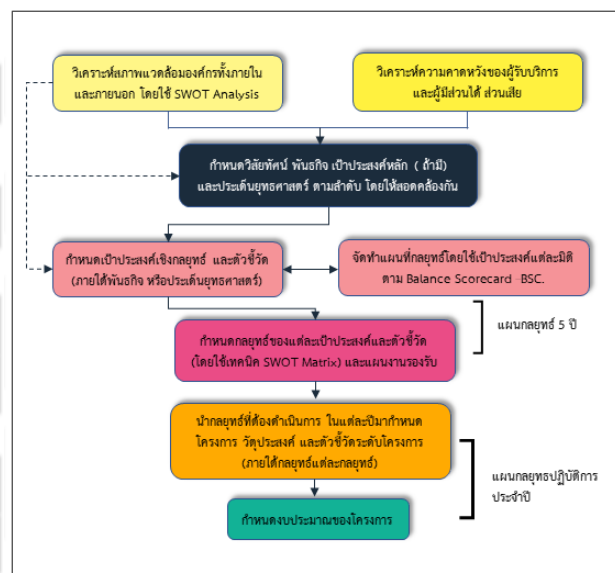 วิเคราะห์สภาพแวดล้อมองค์กรทั้งภายใน
และภายนอก โดยใช้ SWOT Analysis
วิเคราะห์ความคาดหวังของผู้รับบริการ
และผู้มีส่วนได้ ส่วนเสีย
กำหนดวิสัยทัศน์ พันธกิจ เป้าประสงค์หลัก ( ถ้ามี)
และประเด็นยุทธศาสตร์ ตามลำดับ โดยให้สอดคล้องกัน
กำหนดเป้าประสงค์เชิงกลยุทธ์ และตัวชี้วัด
(ภายใต้พันธกิจ หรือประเด็นยุทธศาสตร์)
จัดทำแผนที่กลยุทธ์โดยใช้เป้าประสงค์แต่ละมิติ
ตาม Balance Scorecard -BSC.
แผนกลยุทธ์ 5 ปี
กำหนดกลยุทธ์ของแต่ละเป้าประสงค์และตัวชี้วัด
(โดยใช้เทคนิค SWOT Matrix) และแผนงานรองรับ
นำกลยุทธ์ที่ต้องดำเนินการ ในแต่ละปีมากำหนด
โครงการ วัตถุประสงค์ และตัวชี้วัดระดับโครงการ
(ภายใต้กลยุทธ์แต่ละกลยุทธ์)
แผนกลยุทธปฏิบัติการ
ประจำปี
กำหนดงบประมาณของโครงการ